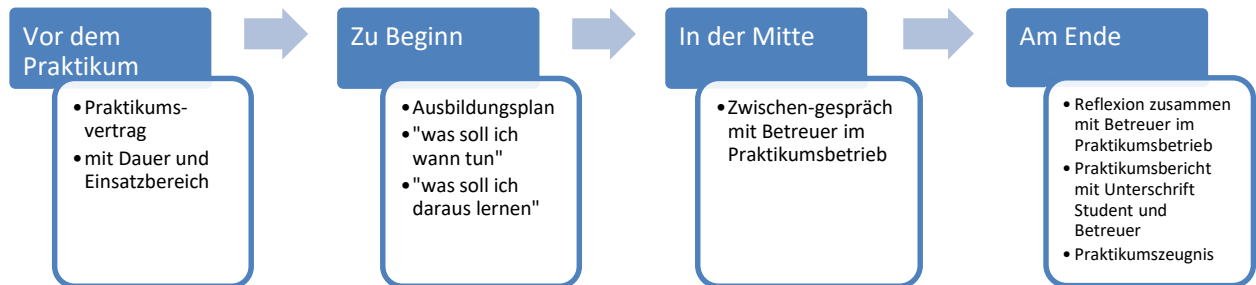 Vor dem
Praktikum
• Praktikums-
vertrag
• mit Dauer und
Einsatzbereich
Zu Beginn
• Ausbildungsplan
• "was soll ich
wann tun"
• "was soll ich
daraus lernen"
In der Mitte
• Zwischen-gespräch
mit Betreuer im
Praktikumsbetrieb
Am Ende
• Reflexion zusammen
mit Betreuer im
Praktikumsbetrieb
• Praktikumsbericht
mit Unterschrift
Student und
Betreuer
• Praktikumszeugnis